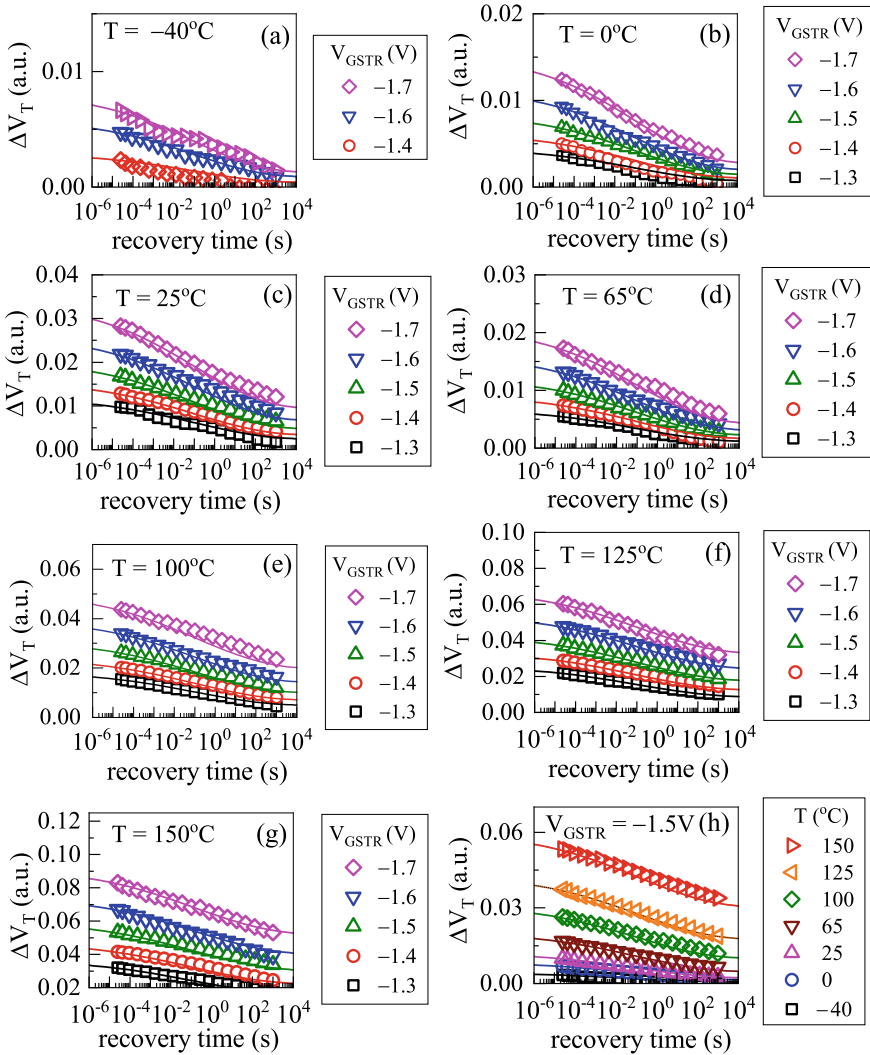 T = −40°C (a)
V_GSTR (V)
−1.7
−1.6
−1.4
ΔV_T (a.u.)
0.01
0.00
10^-6 10^-4 10^-2 10^0 10^2 10^4
recovery time (s)
T = 0°C (b)
V_GSTR (V)
−1.7
−1.6
−1.5
−1.4
−1.3
ΔV_T (a.u.)
0.02
0.01
0.00
10^-6 10^-4 10^-2 10^0 10^2 10^4
recovery time (s)
T = 25°C (c)
V_GSTR (V)
−1.7
−1.6
−1.5
−1.4
−1.3
ΔV_T (a.u.)
0.04
0.03
0.02
0.01
0.00
10^-6 10^-4 10^-2 10^0 10^2 10^4
recovery time (s)
T = 65°C (d)
V_GSTR (V)
−1.7
−1.6
−1.5
−1.4
−1.3
ΔV_T (a.u.)
0.03
0.02
0.01
0.00
10^-6 10^-4 10^-2 10^0 10^2 10^4
recovery time (s)
T = 100°C (e)
V_GSTR (V)
−1.7
−1.6
−1.5
−1.4
−1.3
ΔV_T (a.u.)
0.06
0.04
0.02
0.00
10^-6 10^-4 10^-2 10^0 10^2 10^4
recovery time (s)
T = 125°C (f)
V_GSTR (V)
−1.7
−1.6
−1.5
−1.4
−1.3
ΔV_T (a.u.)
0.10
0.08
0.06
0.04
0.02
0.00
10^-6 10^-4 10^-2 10^0 10^2 10^4
recovery time (s)
T = 150°C (g)
V_GSTR (V)
−1.7
−1.6
−1.5
−1.4
−1.3
ΔV_T (a.u.)
0.12
0.10
0.08
0.06
0.04
0.02
10^-6 10^-4 10^-2 10^0 10^2 10^4
recovery time (s)
V_GSTR = −1.5V (h)
T (°C)
150
125
100
65
25
0
−40
ΔV_T (a.u.)
0.06
0.03
0.00
10^-6 10^-4 10^-2 10^0 10^2 10^4
recovery time (s)